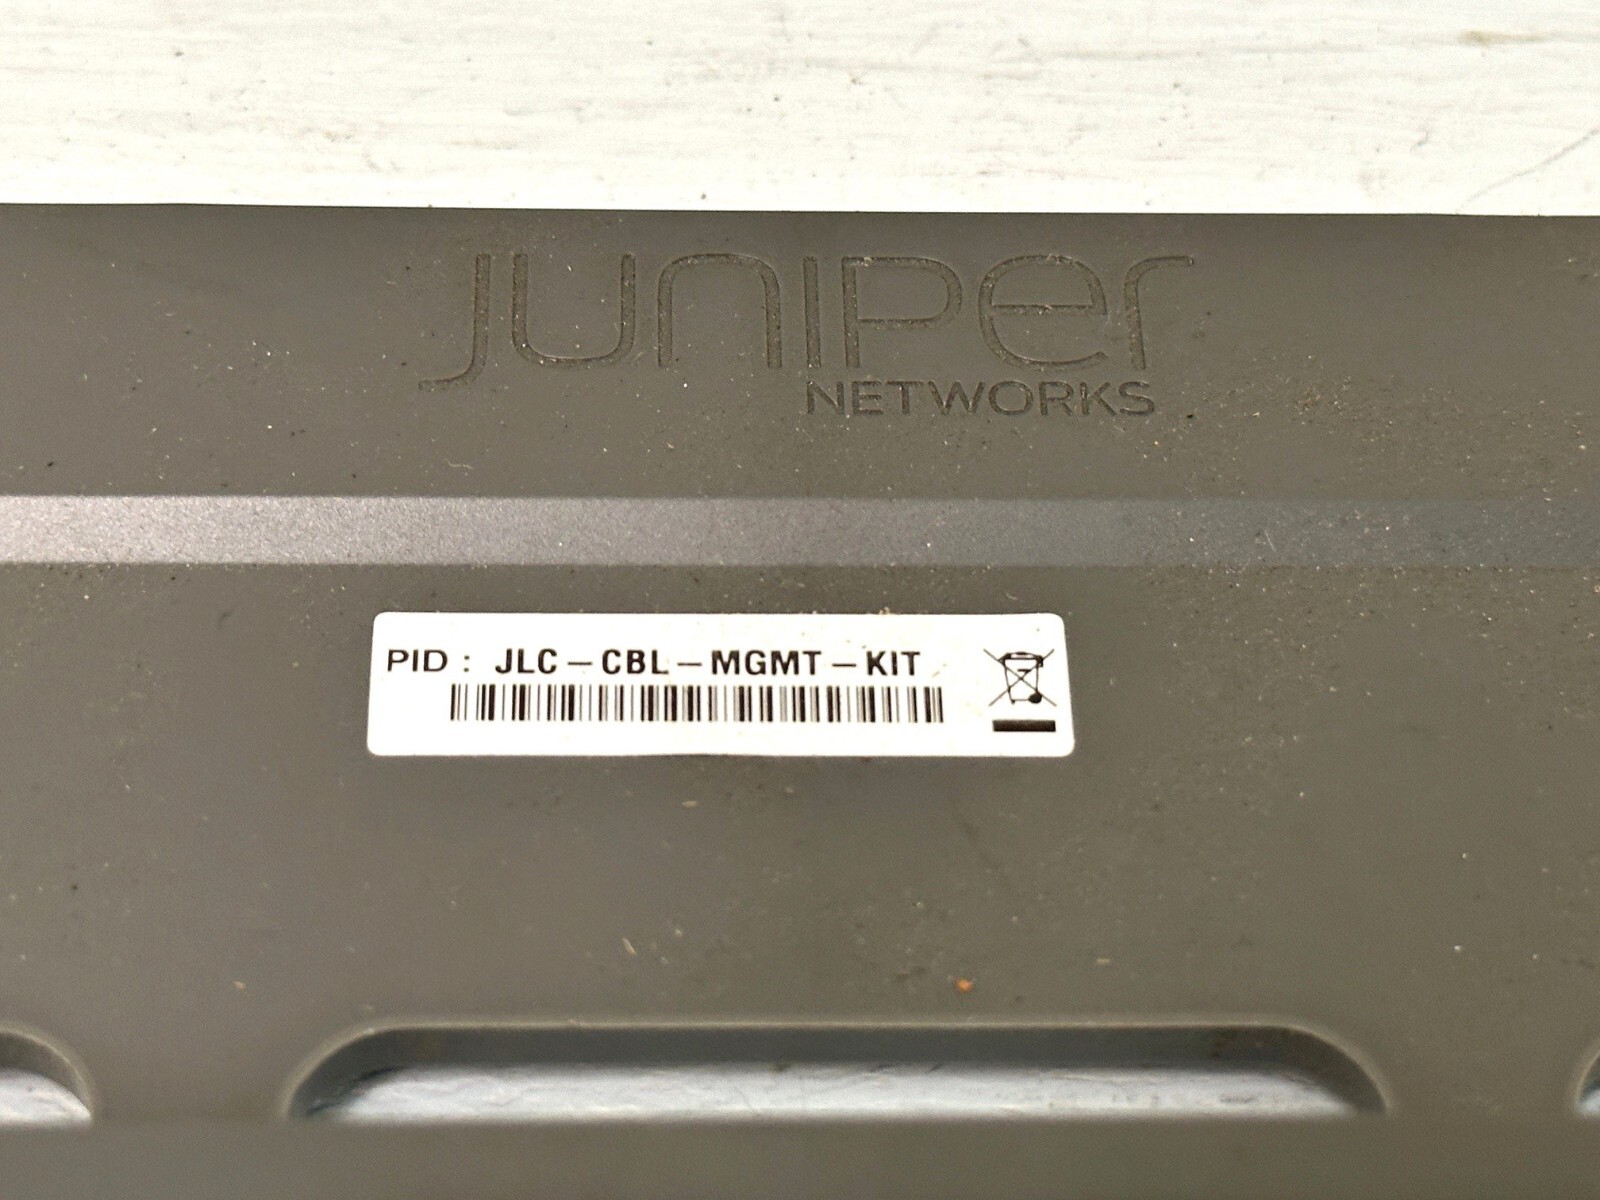 JUNIPER
NETWORKS
PID : JLC-CBL-MGMT-KIT